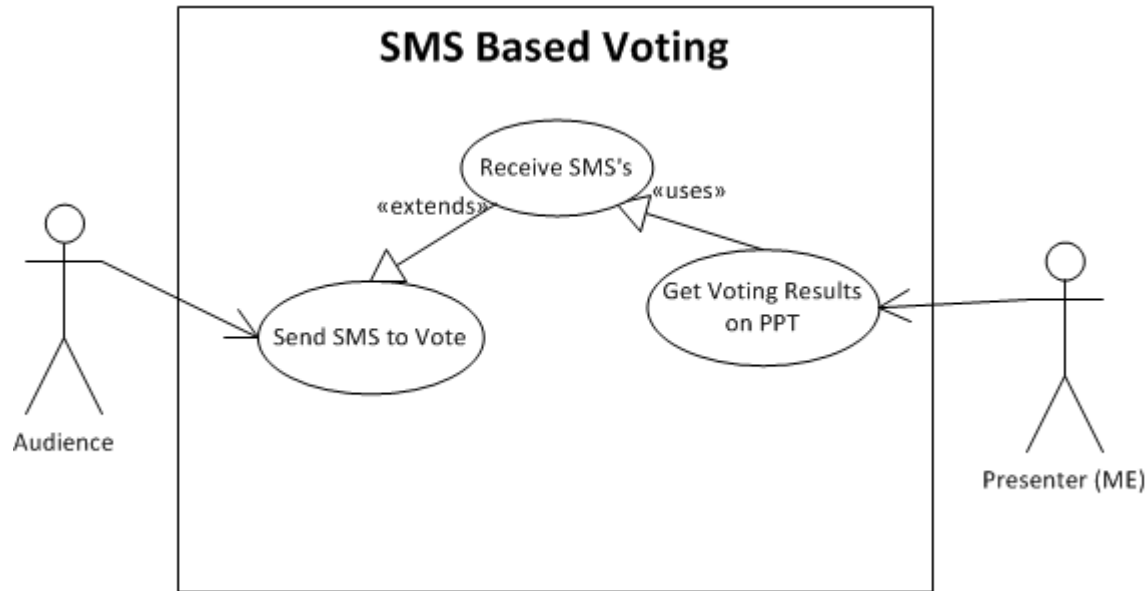 SMS Based Voting
Receive SMS's
«extends»
«uses»
Send SMS to Vote
Get Voting Results
on PPT
Audience
Presenter (ME)